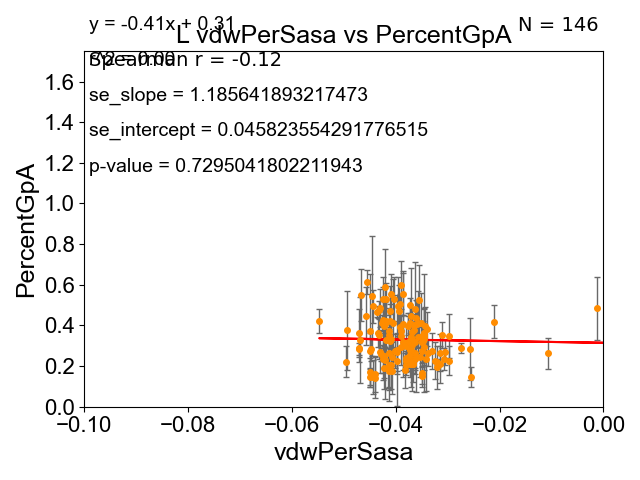 y = -0.41x + 0.31
N = 146
L vdwPerSasa vs PercentGpA
Spearman r = -0.12
se_slope = 1.185641893217473
se_intercept = 0.045823554291776515
p-value = 0.7295041802211943
PercentGpA
1.6
1.4
1.2
1.0
0.8
0.6
0.4
0.2
0.0
−0.10
−0.08
−0.06
−0.04
−0.02
0.00
vdwPerSasa